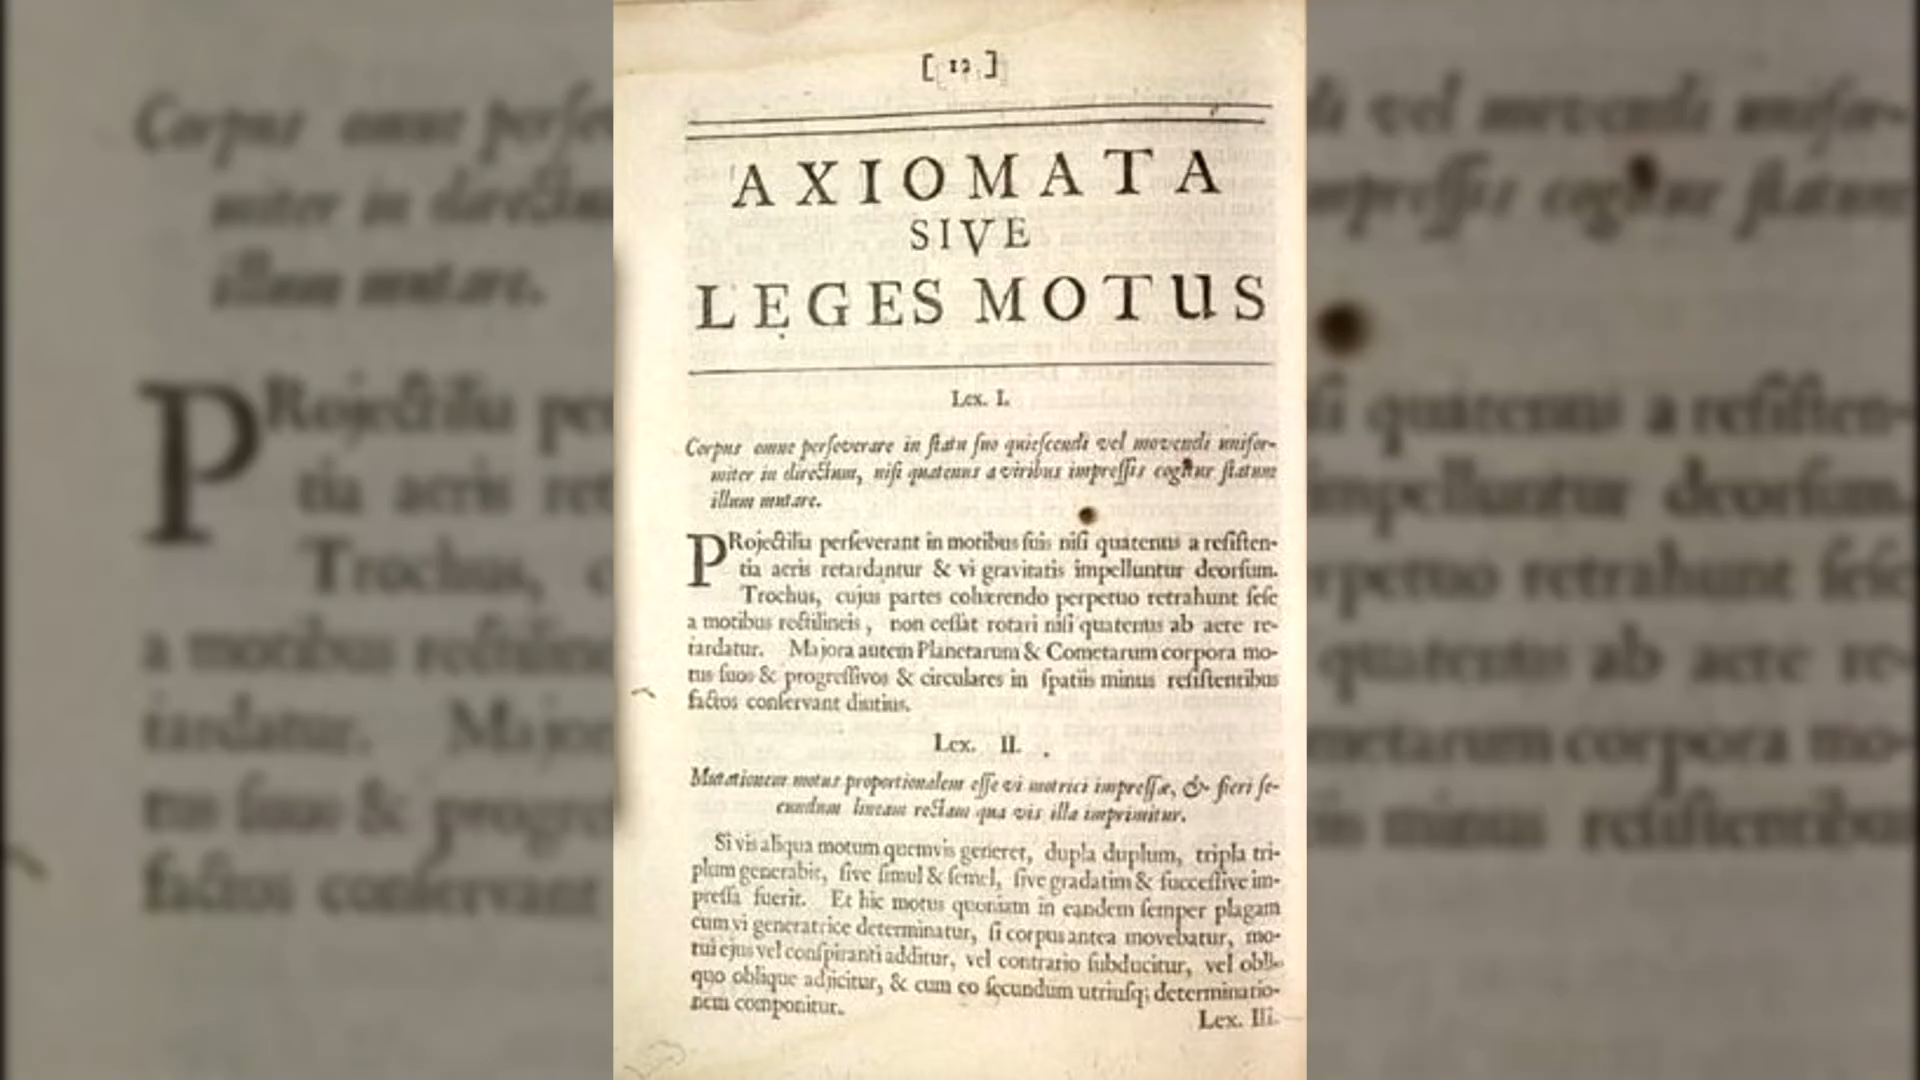 [ 12 ]
AXIOMATA
SIVE
LEGES MOTUS
Lex. I.
Corpus omne perſeverare in ſtatu ſuo quieſcendi vel movendi unifor-
miter in directum, niſi quatenus a viribus impreſſis cogitur ſtatum
illum mutare.
PRojectilia perſeverant in motibus ſuis niſi quatenus a reſiſten-
tia aeris retardantur & vi gravitatis impelluntur deorſum.
Trochus, cujus partes cohærendo perpetuo retrahunt ſeſe
a motibus rectilineis, non ceſſat rotari niſi quatenus ab aere re-
tardatur. Majora autem Planetarum & Cometarum corpora mo-
tus ſuos & progreſſivos & circulares in ſpatiis minus reſiſtentibus
factos conſervant diutius.
Lex. II.
Mutationem motus proportionalem eſſe vi motrici impreſſæ, & fieri ſe-
cundum lineam rectam qua vis illa imprimitur.
Si vis aliqua motum quemvis generet, dupla duplum, tripla tri-
plum generabit, ſive ſimul & ſemel, ſive gradatim & ſucceſſive im-
preſſa fuerit. Et hic motus quoniam in eandem ſemper plagam
cum vi generatrice determinatur, ſi corpus antea movebatur, mo-
tui ejus vel conſpiranti additur, vel contrario ſubducitur, vel obli-
quo oblique adjicitur, & cum eo ſecundum utriuſq; determinatio-
nem componitur.
Lex. III.